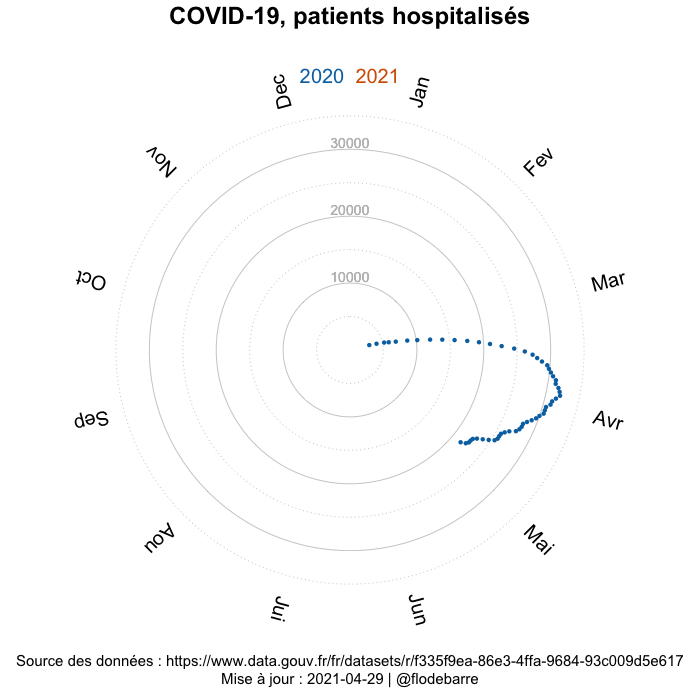 COVID-19, patients hospitalisés
2020 2021
Dec
Jan
Nov
Fev
30000
20000
Oct
10000
Mar
Sep
Avr
Aou
Mai
Jui
Jun
Source des données : https://www.data.gouv.fr/fr/datasets/r/f335f9ea-86e3-4ffa-9684-93c009d5e617
Mise à jour : 2021-04-29 | @flodebarre